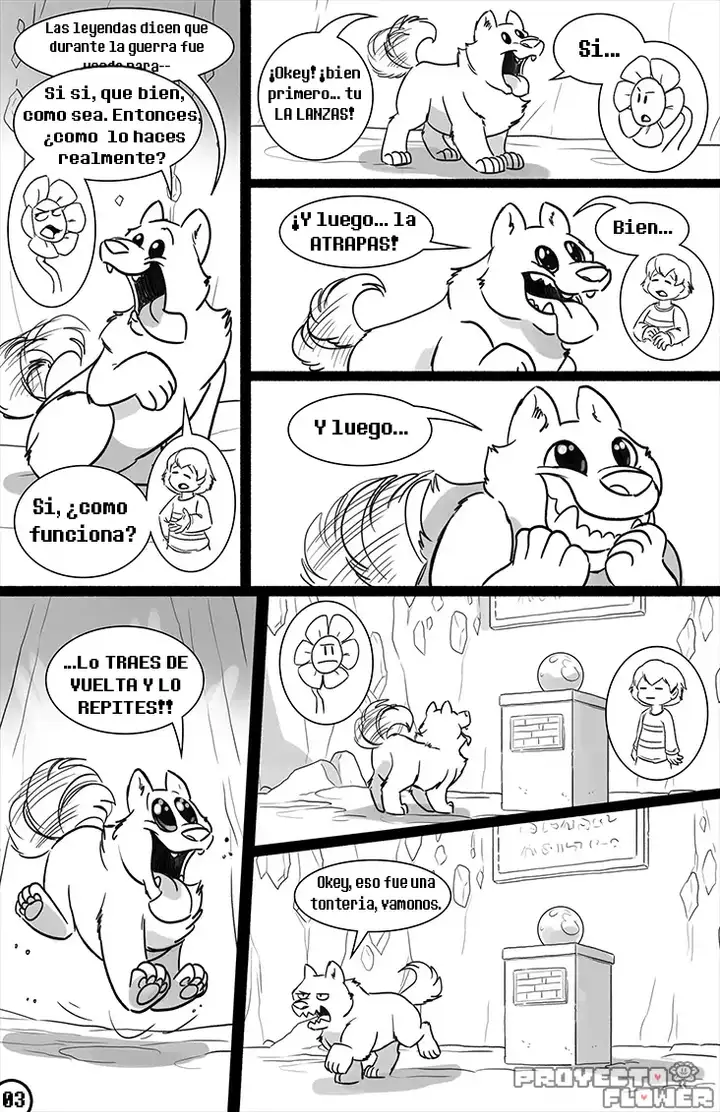 Las leyendas dicen que
durante la guerra fue
usada para--
Si si, que bien,
como sea. Entonces,
¿como lo haces
realmente?
Si, ¿como
funciona?
¡Okey! ¡bien
primero... tu
LA LANZAS!
Si...
¡Y luego... la
ATRAPAS!
Bien...
Y luego...
...Lo TRAES DE
VUELTA Y LO
REPITES!!
Okey, eso fue una
tonteria, vamonos.
03
PROYECTO
FLOWER